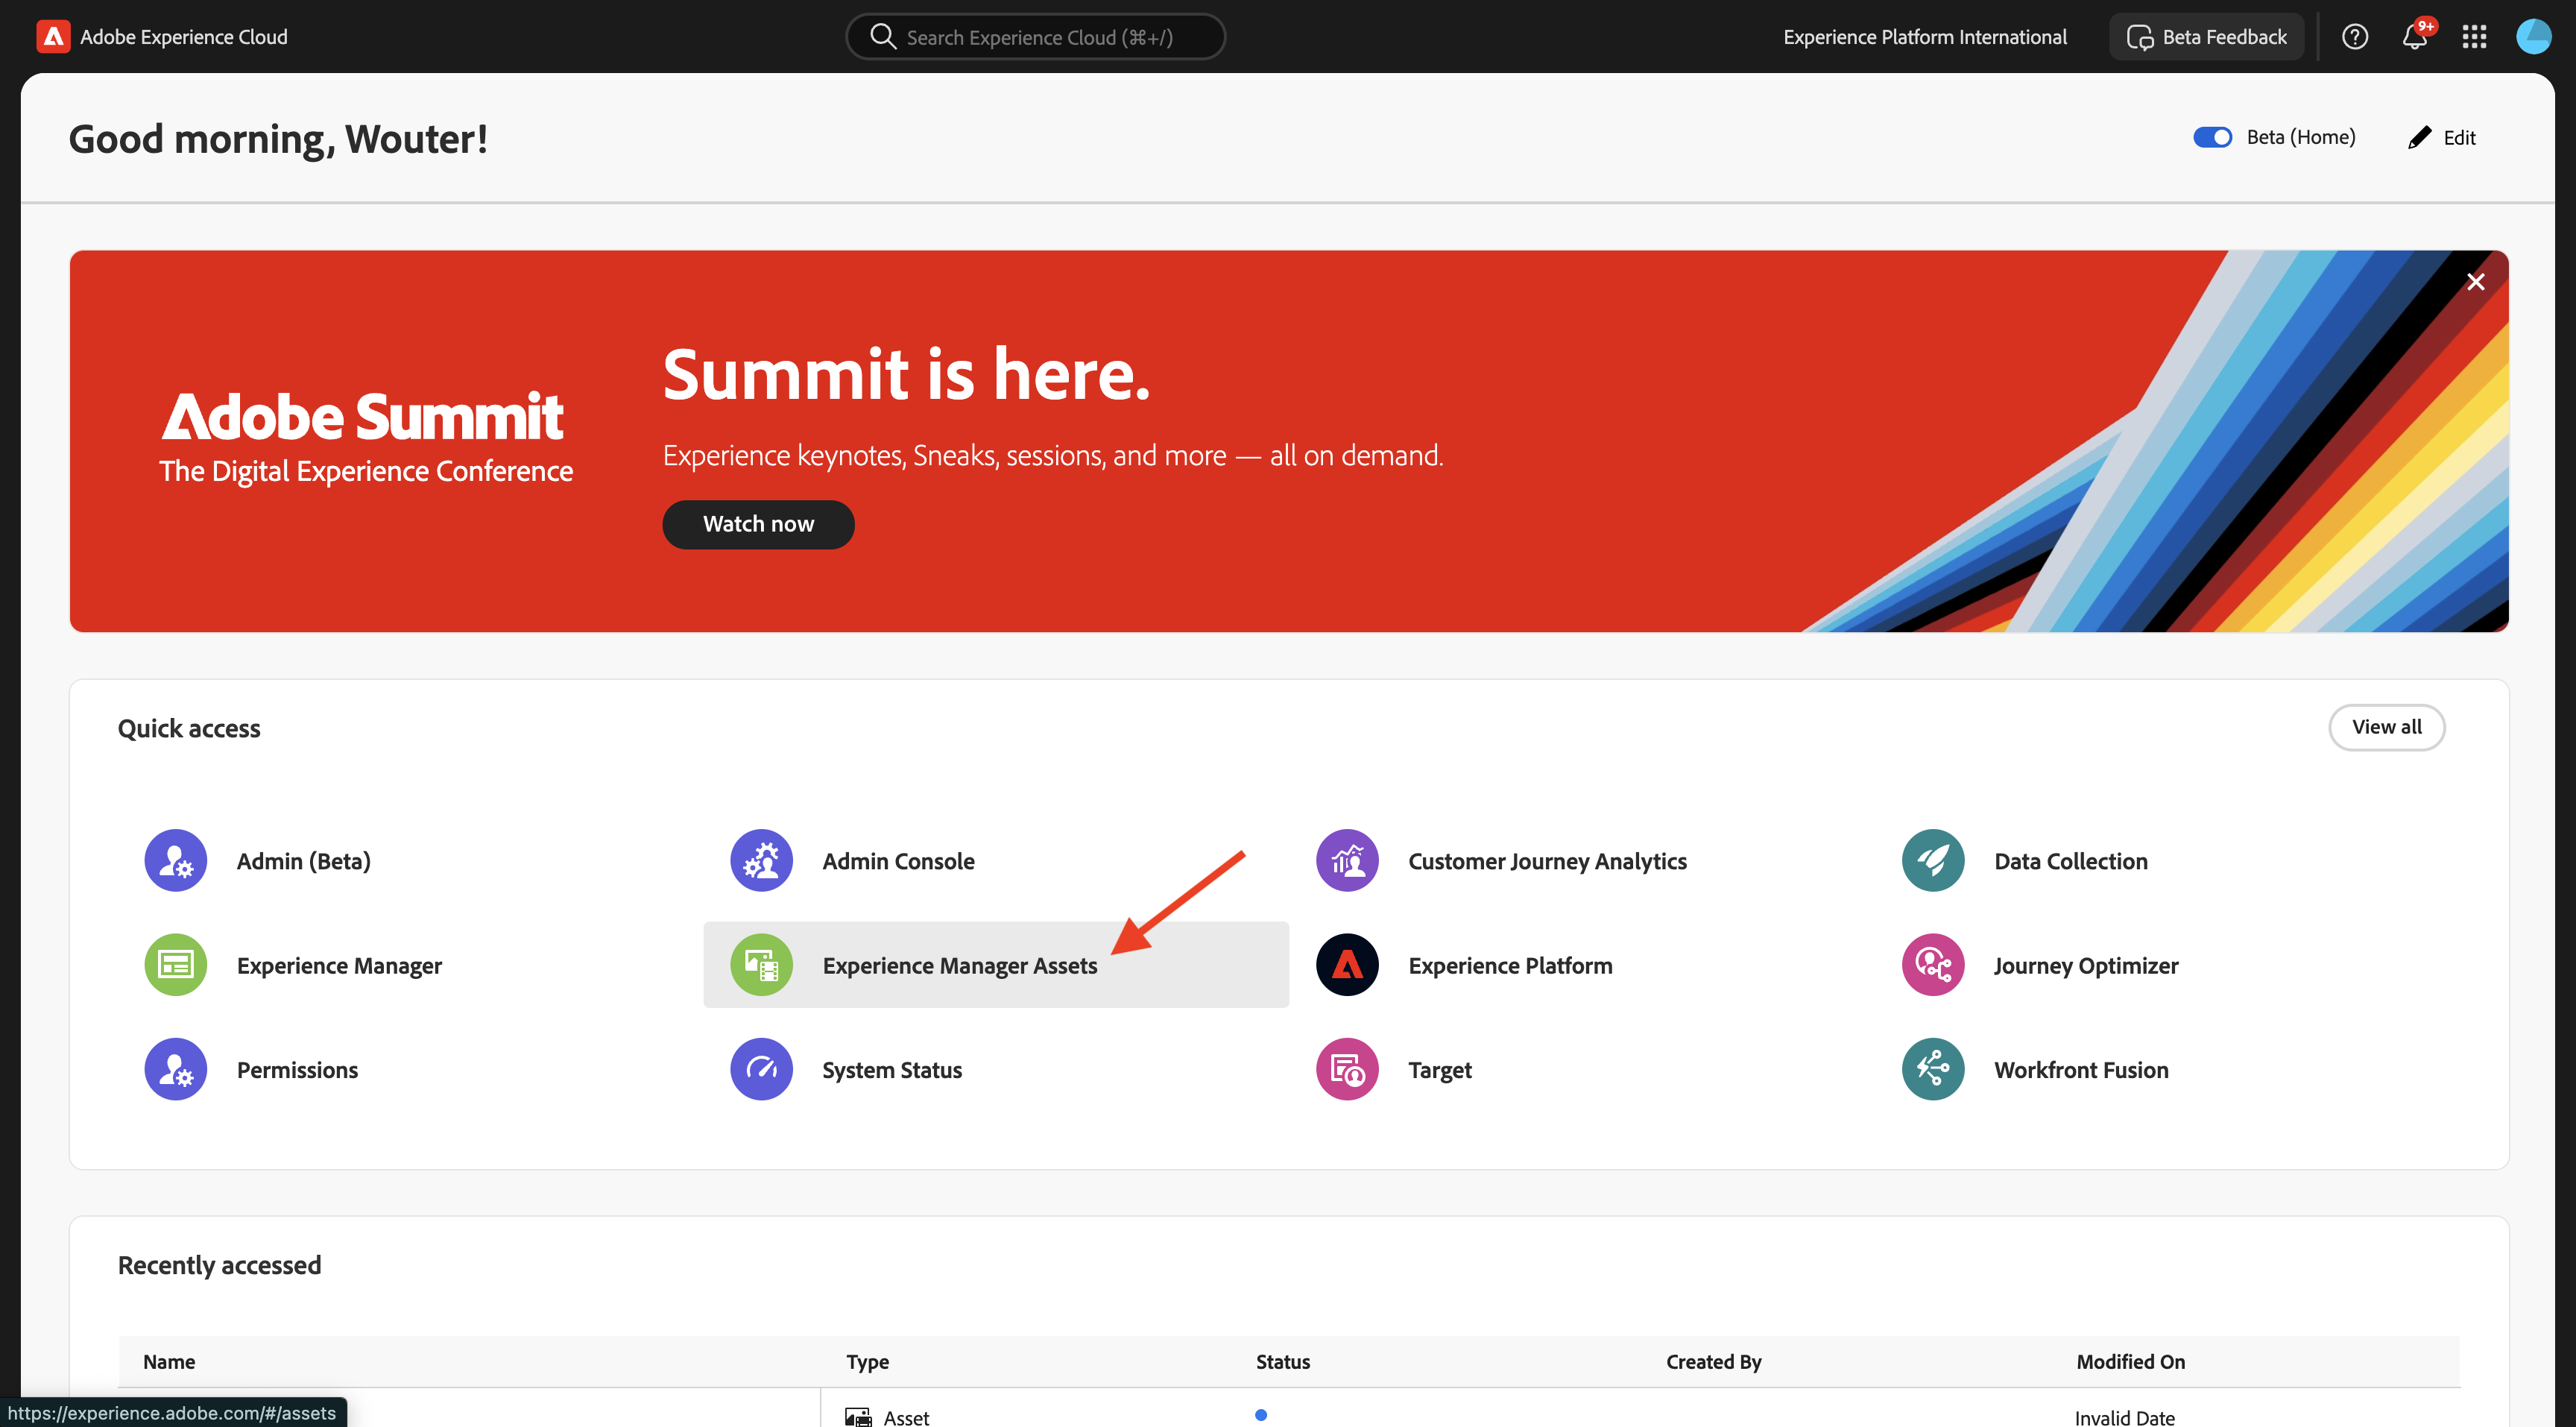 Adobe Experience Cloud
Search Experience Cloud (⌘+/)
Experience Platform International
Beta Feedback
9+
Good morning, Wouter!
Beta (Home)
Edit
Adobe Summit
The Digital Experience Conference
Summit is here.
Experience keynotes, Sneaks, sessions, and more — all on demand.
Watch now
Quick access
View all
Admin (Beta)
Admin Console
Customer Journey Analytics
Data Collection
Experience Manager
Experience Manager Assets
Experience Platform
Journey Optimizer
Permissions
System Status
Target
Workfront Fusion
Recently accessed
Name Type Status Created By Modified On
Asset Invalid Date
https://experience.adobe.com/#/assets